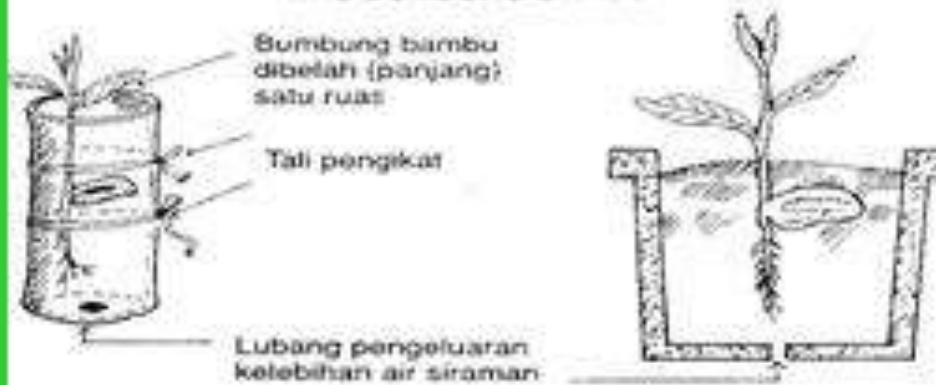 Bumbung bambu
dibelah (panjang)
satu ruas
Tali pengikat
Lubang pengeluaran
kelebihan air siraman